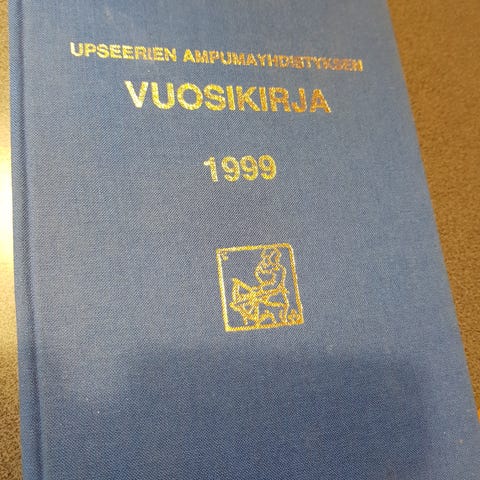 UPSEERIEN AMPUMAYHDISTYKSEN
VUOSIKIRJA
1999